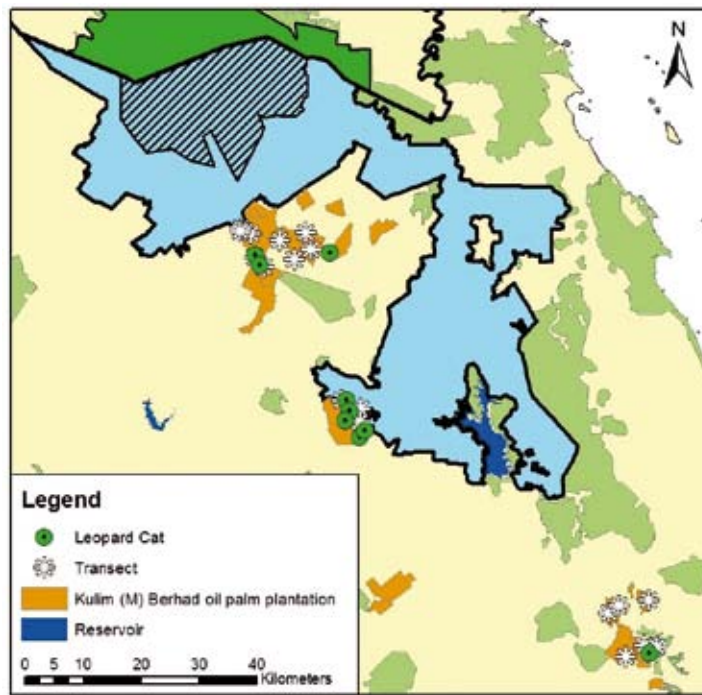 N
Legend
Leopard Cat
Transect
Kulim (M) Berhad oil palm plantation
Reservoir
0 5 10 20 30 40
Kilometers